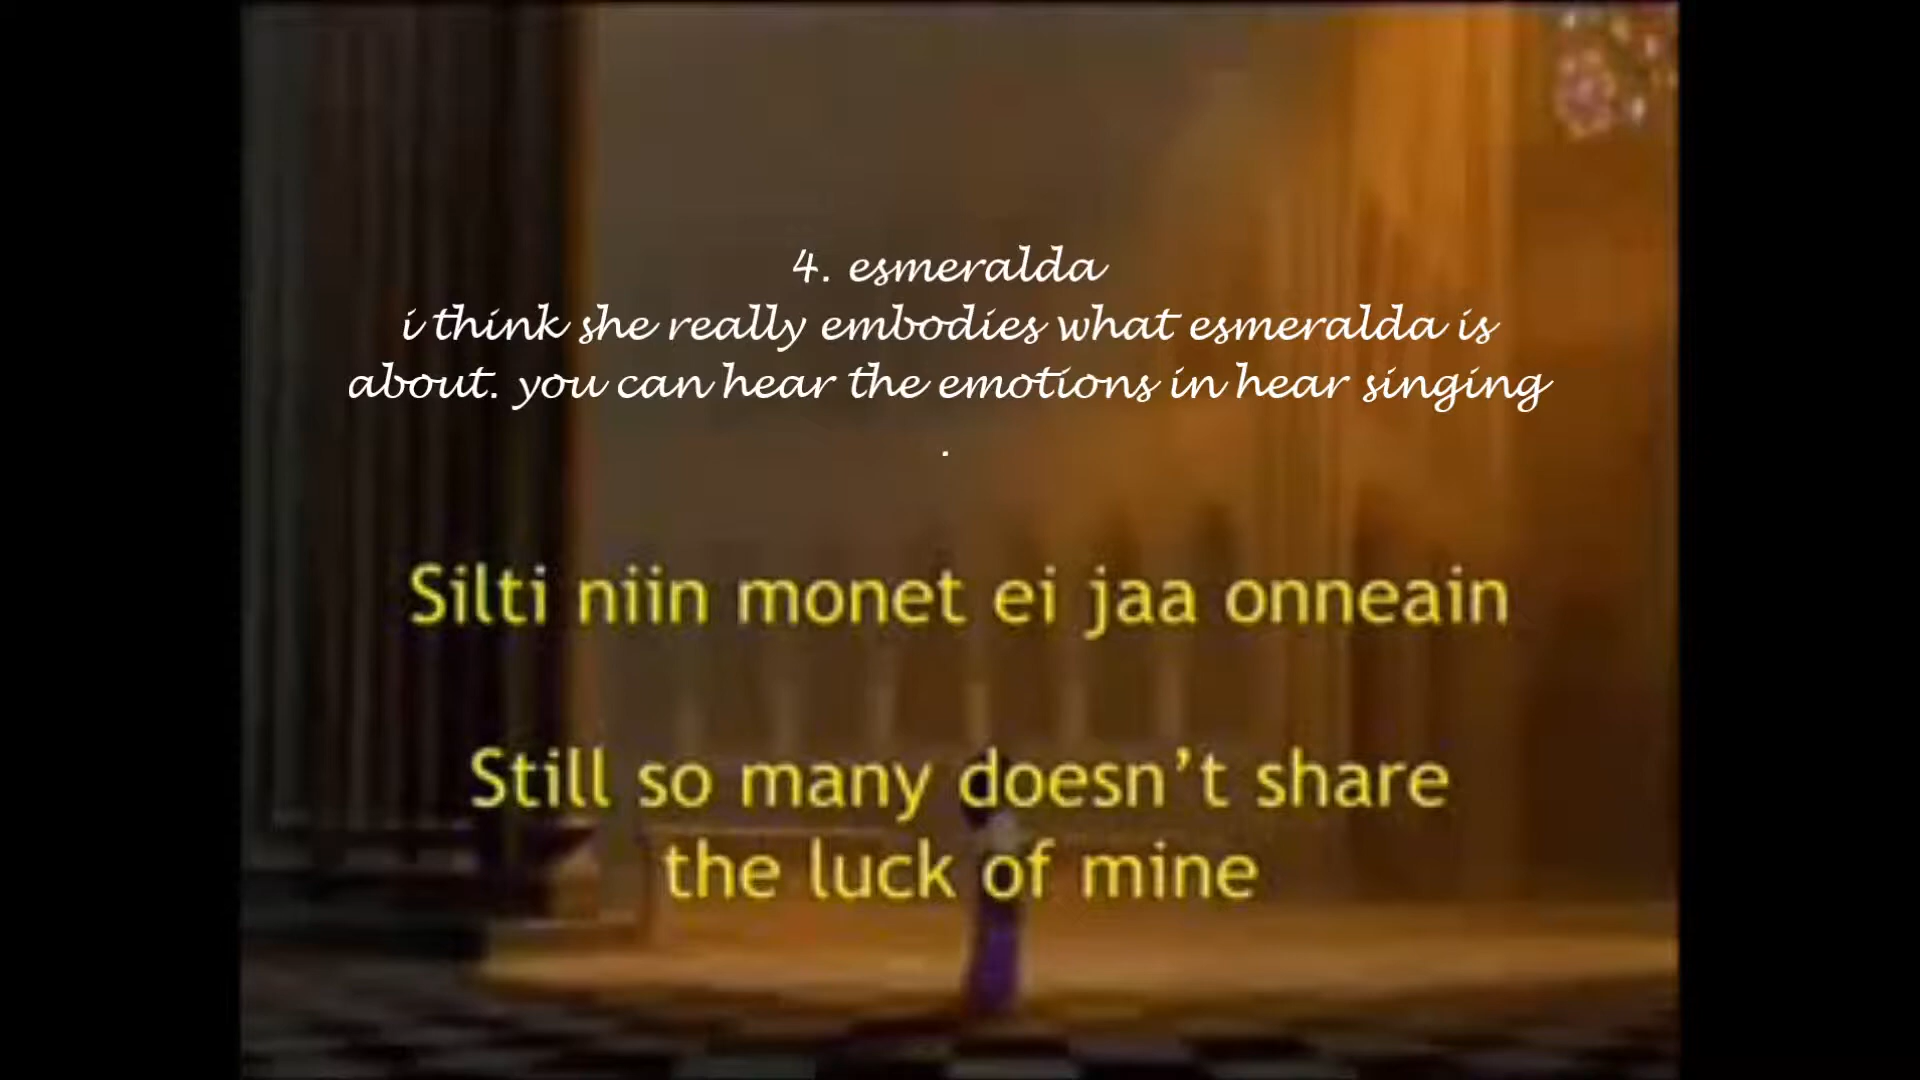 4. esmeralda
i think she really embodies what esmeralda is
about. you can hear the emotions in hear singing
.
Silti niin monet ei jaa onneain
Still so many doesn't share
the luck of mine